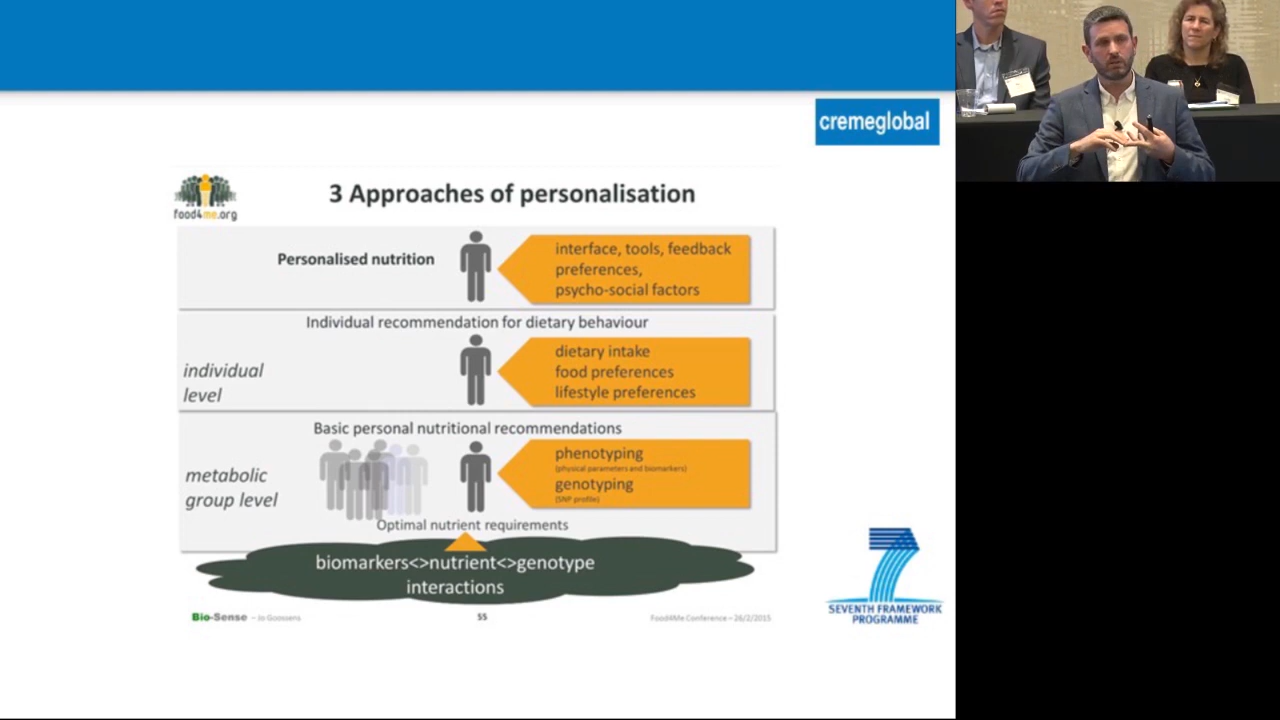 cremeglobal
food4me.org
3 Approaches of personalisation
Personalised nutrition
interface, tools, feedback
preferences,
psycho-social factors
Individual recommendation for dietary behaviour
individual
level
dietary intake
food preferences
lifestyle preferences
Basic personal nutritional recommendations
metabolic
group level
phenotyping
(physical parameters and biomarkers)
genotyping
(SNP profile)
Optimal nutrient requirements
biomarkers<>nutrient<>genotype
interactions
Bio-Sense – Jo Goossens
55
Food4Me Conference – 26/2/2015
7
SEVENTH FRAMEWORK
PROGRAMME